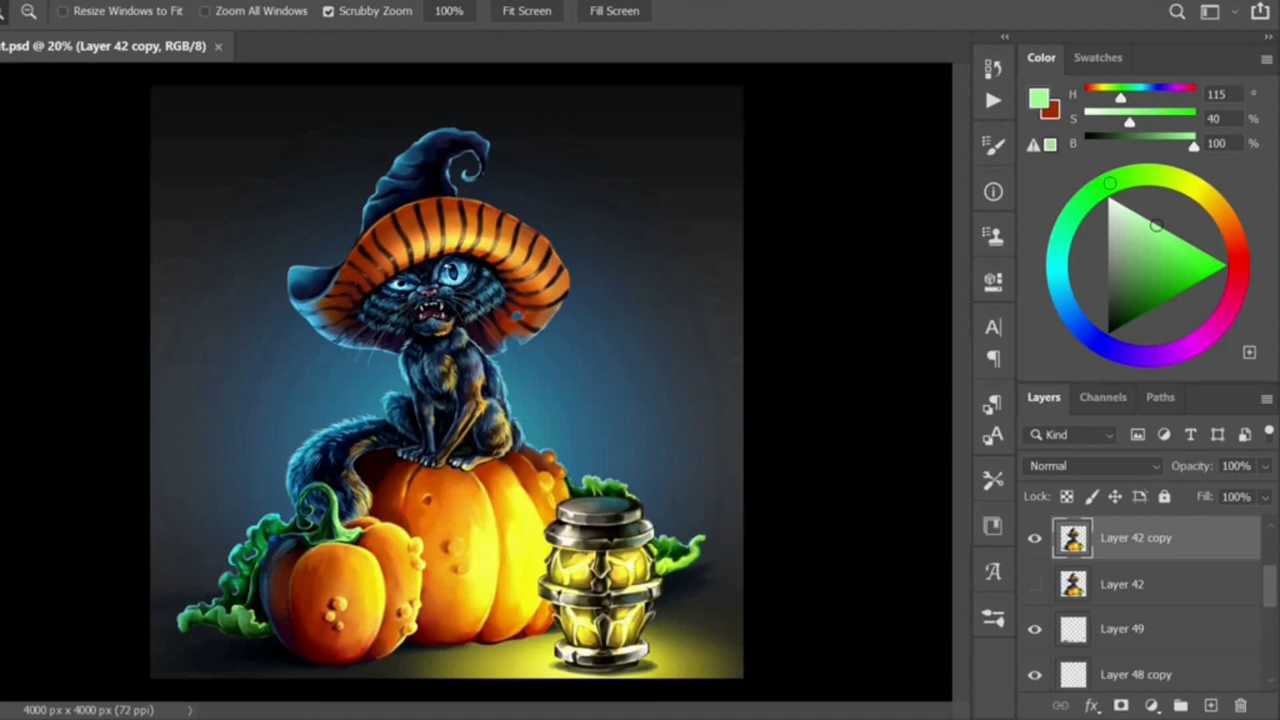 Resize Windows to Fit Zoom All Windows Scrubby Zoom 100% Fit Screen Fill Screen
t.psd @ 20% (Layer 42 copy, RGB/8) ×
Color Swatches
H 115 °
S 40 %
B 100 %
Layers Channels Paths
Kind
Normal Opacity: 100%
Lock: Fill: 100%
Layer 42 copy
Layer 42
Layer 49
Layer 48 copy
fx
4000 px x 4000 px (72 ppi)